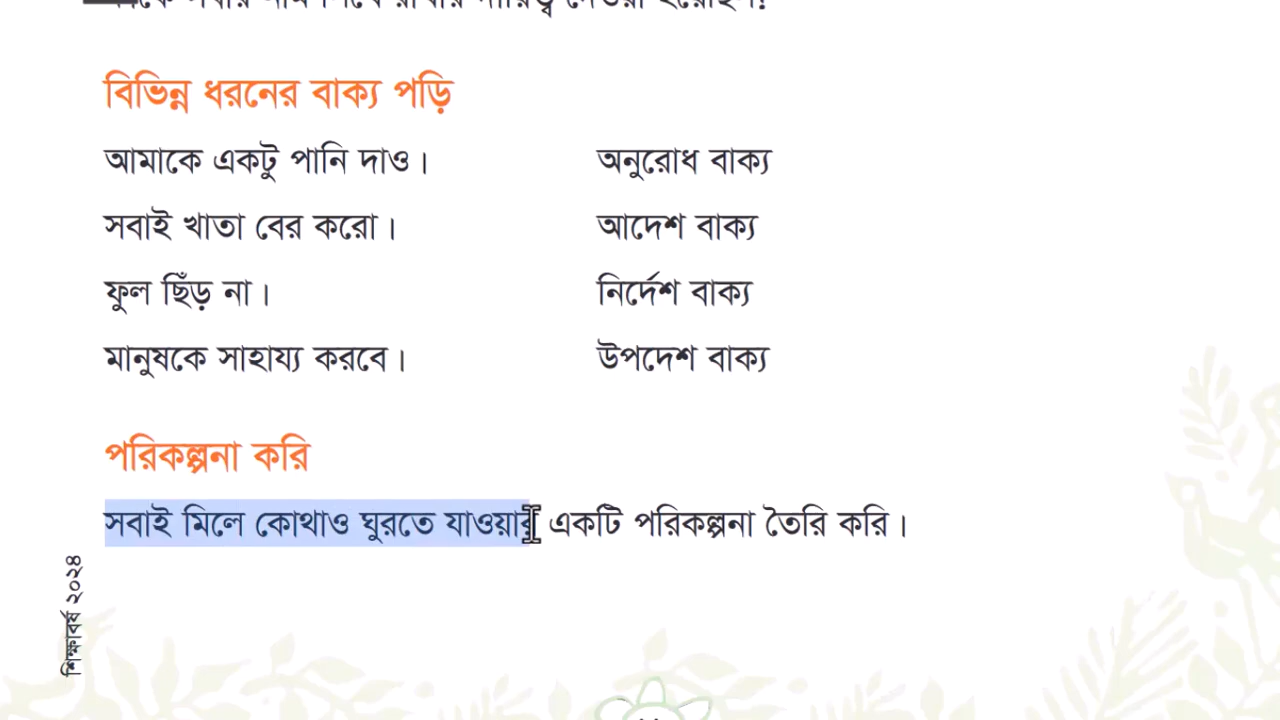 বিভিন্ন ধরনের বাক্য পড়ি
আমাকে একটু পানি দাও। অনুরোধ বাক্য
সবাই খাতা বের করো। আদেশ বাক্য
ফুল ছিঁড় না। নির্দেশ বাক্য
মানুষকে সাহায্য করবে। উপদেশ বাক্য
পরিকল্পনা করি
সবাই মিলে কোথাও ঘুরতে যাওয়ার একটি পরিকল্পনা তৈরি করি।
শিক্ষাবর্ষ ২০২৪